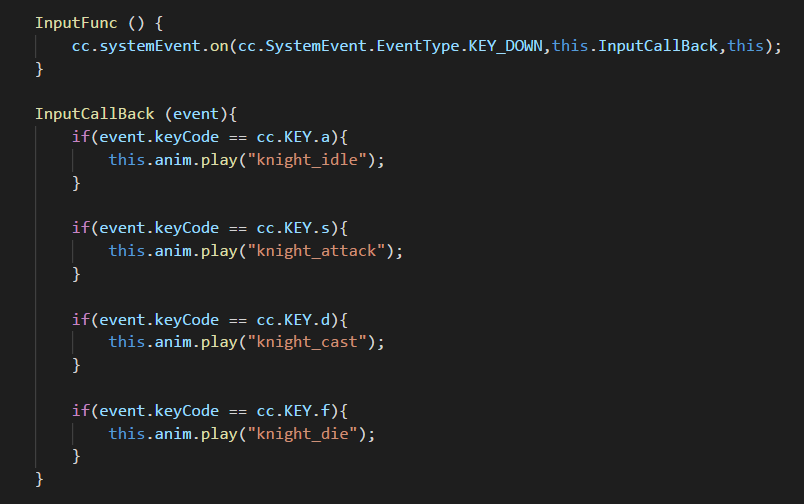 InputFunc () {
    cc.systemEvent.on(cc.SystemEvent.EventType.KEY_DOWN,this.InputCallBack,this);
}
InputCallBack (event){
    if(event.keyCode == cc.KEY.a){
        this.anim.play("knight_idle");
    }
    if(event.keyCode == cc.KEY.s){
        this.anim.play("knight_attack");
    }
    if(event.keyCode == cc.KEY.d){
        this.anim.play("knight_cast");
    }
    if(event.keyCode == cc.KEY.f){
        this.anim.play("knight_die");
    }
}